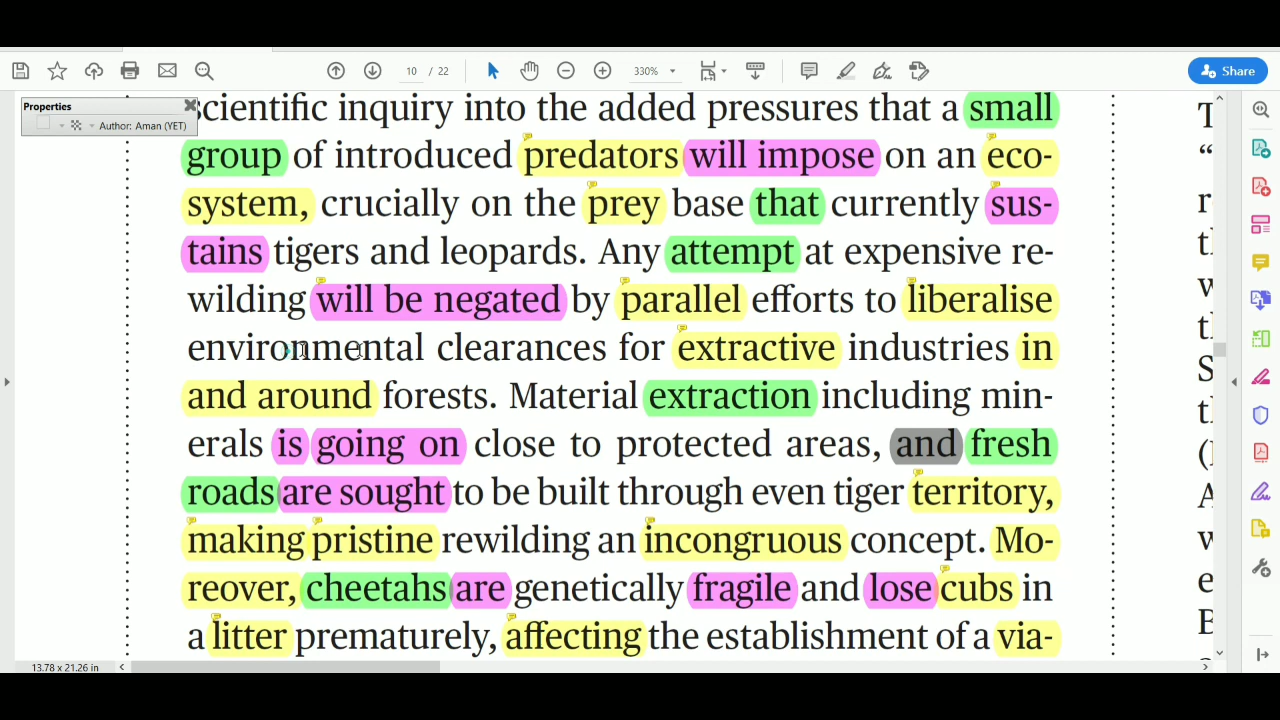 10 / 22
330%
Share
Properties
Author: Aman (YET)
scientific inquiry into the added pressures that a small
group of introduced predators will impose on an eco-
system, crucially on the prey base that currently sus-
tains tigers and leopards. Any attempt at expensive re-
wilding will be negated by parallel efforts to liberalise
environmental clearances for extractive industries in
and around forests. Material extraction including min-
erals is going on close to protected areas, and fresh
roads are sought to be built through even tiger territory,
making pristine rewilding an incongruous concept. Mo-
reover, cheetahs are genetically fragile and lose cubs in
a litter prematurely, affecting the establishment of a via-
13.78 x 21.26 in